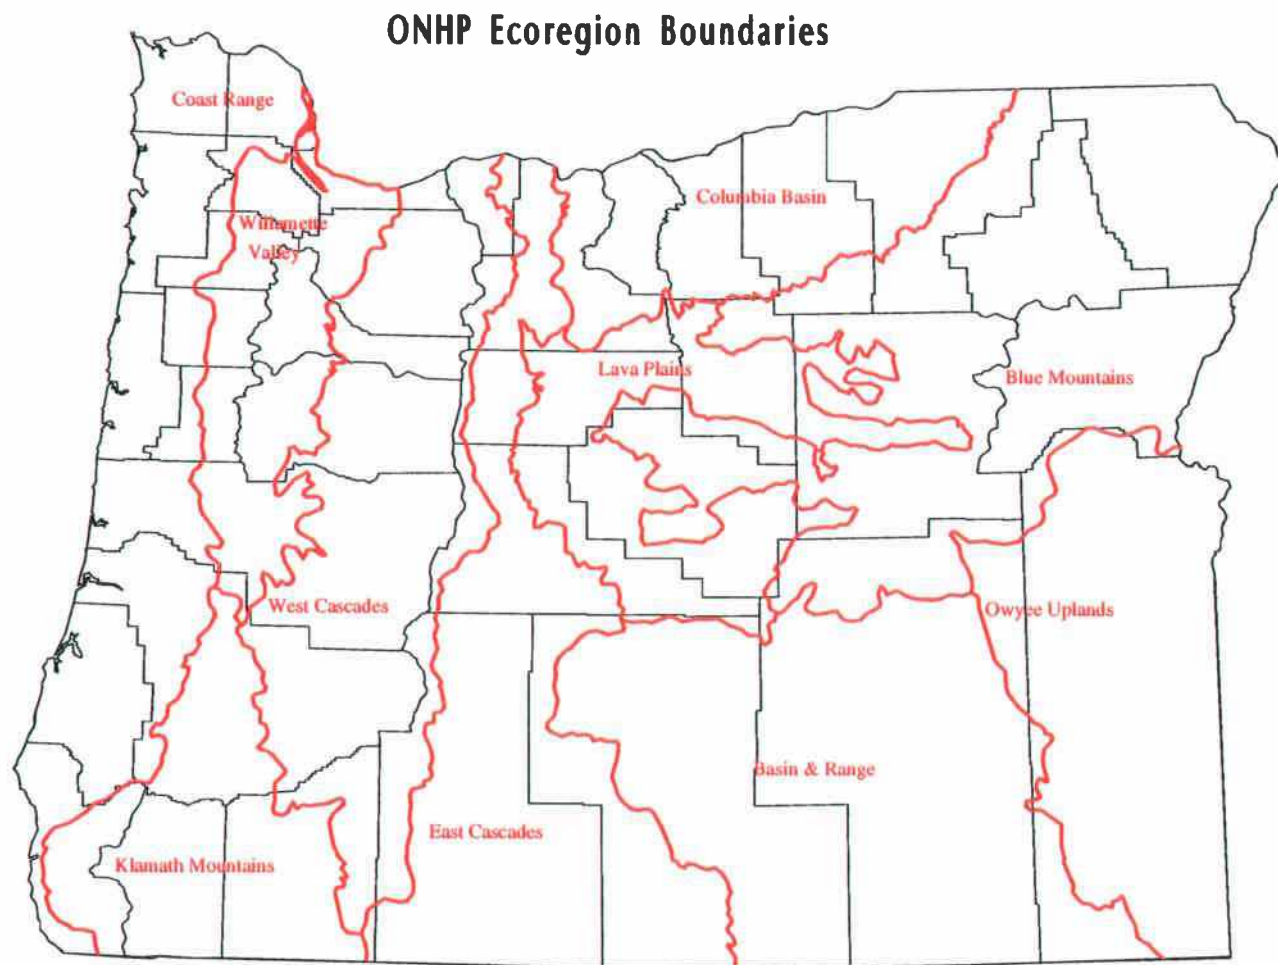 ONHP Ecoregion Boundaries
Coast Range
Columbia Basin
Willamette
Valley
Lava Plains
Blue Mountains
West Cascades
Owyee Uplands
Basin & Range
East Cascades
Klamath Mountains